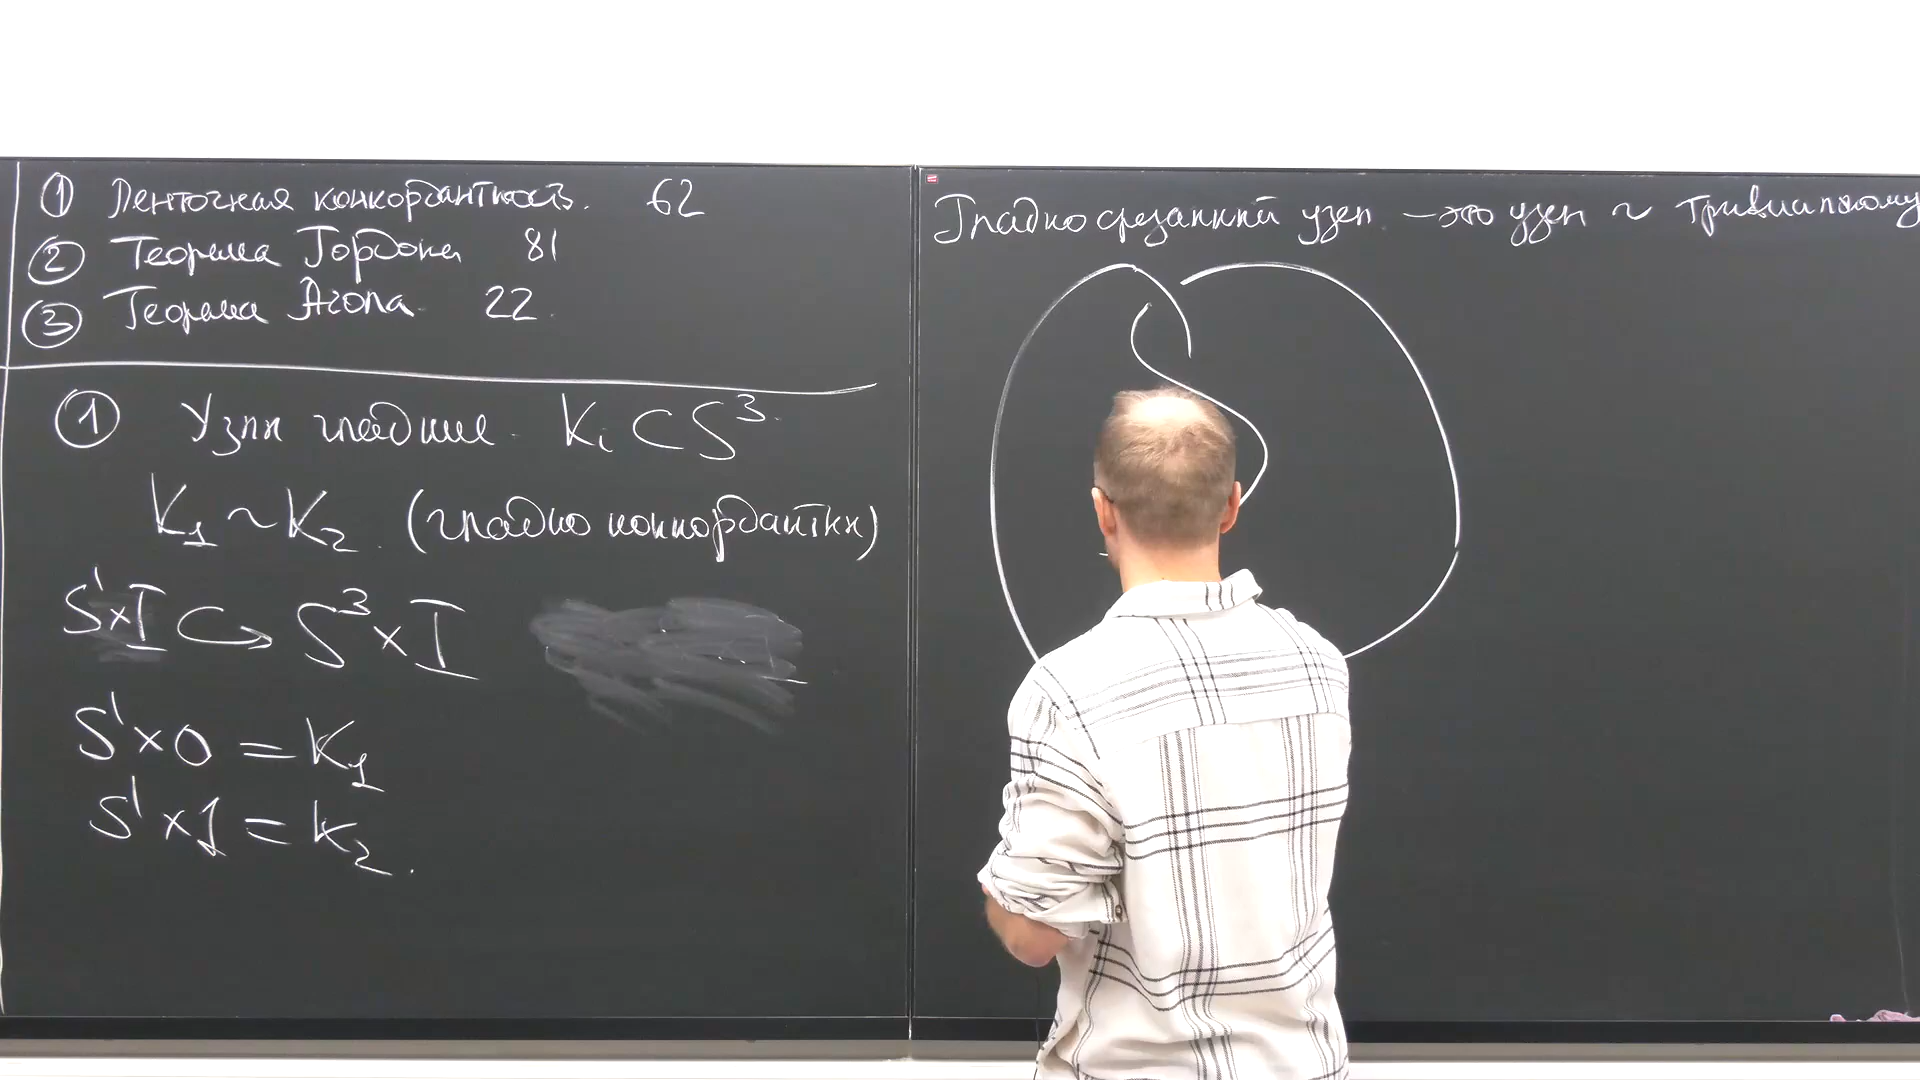 ① Ленточная конкордантность. 62
② Теорема Гордона 81
③ Теорема Агола 22.
① Узлы гладкие. Kᵢ ⊂ S³.
K₁ ~ K₂. (гладко конкордантны)
S¹×I ↪ S³×I
S¹×0 = K₁
S¹×1 = K₂.
Гладко срезанный узел. — это узел ~ тривиальному